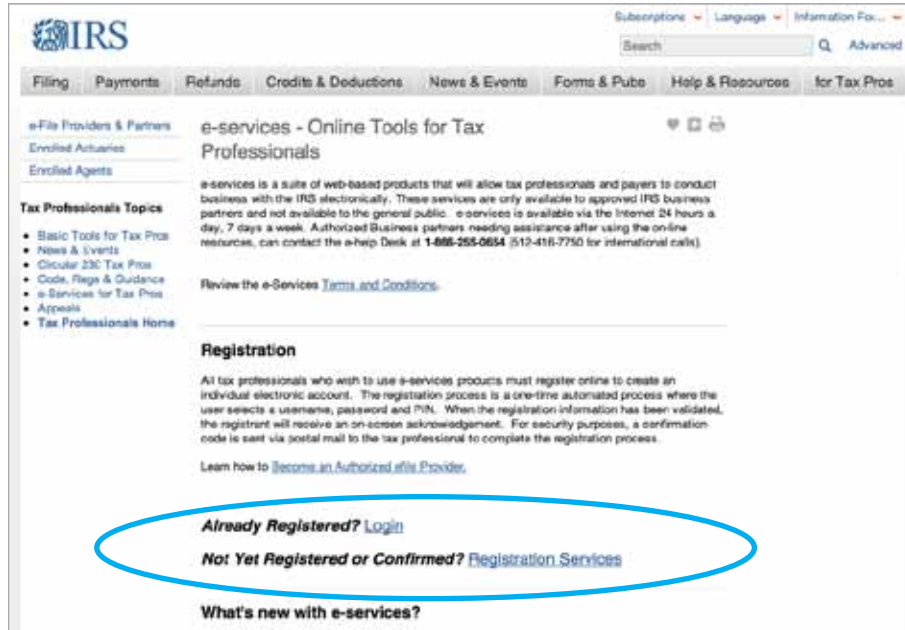 Subscriptions Language Information For...
IRS
Search Advanced
Filing Payments Refunds Credits & Deductions News & Events Forms & Pubs Help & Resources for Tax Pros
e-File Providers & Partners
Enrolled Actuaries
Enrolled Agents
Tax Professionals Topics
• Basic Tools for Tax Pros
• News & Events
• Circular 230 Tax Pros
• Code, Regs & Guidance
• e-Services for Tax Pros
• Appeals
• Tax Professionals Home
e-services - Online Tools for Tax
Professionals
e-services is a suite of web-based products that will allow tax professionals and payers to conduct
business with the IRS electronically. These services are only available to approved IRS business
partners and not available to the general public. e-services is available via the Internet 24 hours a
day, 7 days a week. Authorized Business partners needing assistance after using the on-line
resources, can contact the e-help Desk at 1-866-255-0654 (512-416-7750 for international calls).
Review the e-Services Terms and Conditions.
Registration
All tax professionals who wish to use e-services products must register online to create an
individual electronic account. The registration process is a one-time automated process where the
user selects a username, password and PIN. When the registration information has been validated,
the registrant will receive an on-screen acknowledgement. For security purposes, a confirmation
code is sent via postal mail to the tax professional to complete the registration process.
Learn how to Become an Authorized efile Provider.
Already Registered? Login
Not Yet Registered or Confirmed? Registration Services
What's new with e-services?